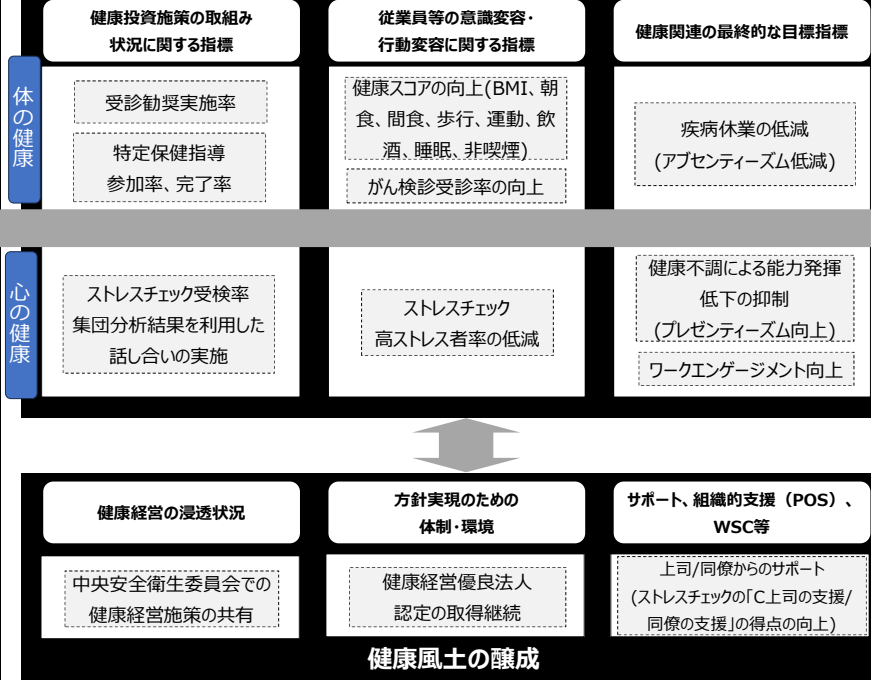 健康投資施策の取組み
状況に関する指標
従業員等の意識変容・
行動変容に関する指標
健康関連の最終的な目標指標
体の健康
受診勧奨実施率
特定保健指導
参加率、完了率
健康スコアの向上(BMI、朝
食、間食、歩行、運動、飲
酒、睡眠、非喫煙)
がん検診受診率の向上
疾病休業の低減
(アブセンティーズム低減)
心の健康
ストレスチェック受検率
集団分析結果を利用した
話し合いの実施
ストレスチェック
高ストレス者率の低減
健康不調による能力発揮
低下の抑制
(プレゼンティーズム向上)
ワークエンゲージメント向上
健康経営の浸透状況
方針実現のための
体制・環境
サポート、組織的支援（POS）、
WSC等
中央安全衛生委員会での
健康経営施策の共有
健康経営優良法人
認定の取得継続
上司/同僚からのサポート
(ストレスチェックの「C上司の支援/
同僚の支援」の得点の向上)
健康風土の醸成